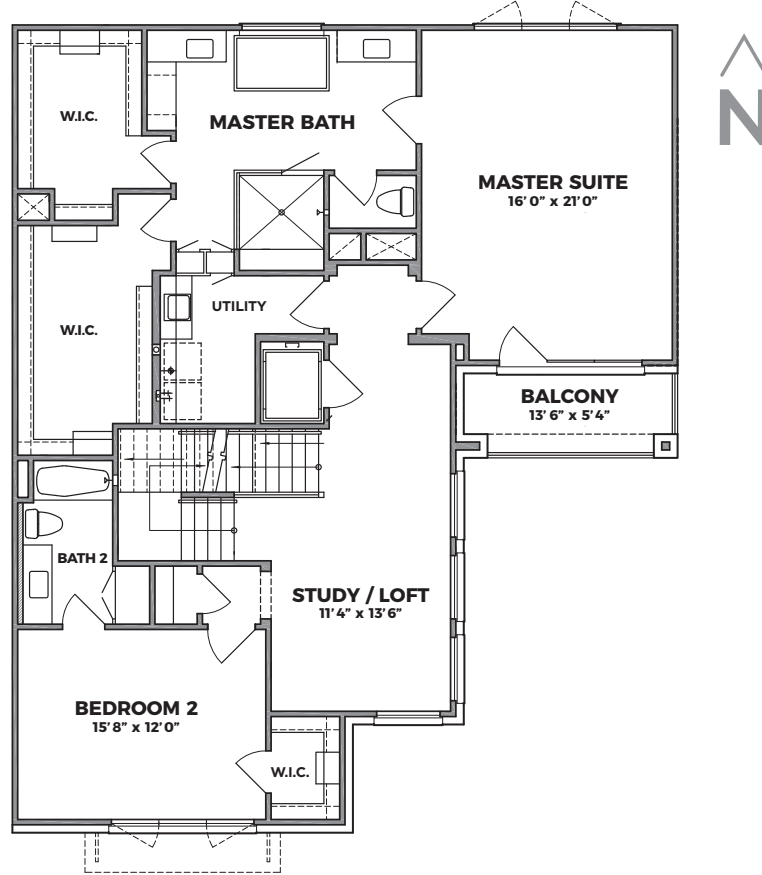 N
W.I.C.
MASTER BATH
MASTER SUITE
16' 0" x 21' 0"
UTILITY
W.I.C.
BALCONY
13' 6" x 5' 4"
BATH 2
STUDY / LOFT
11' 4" x 13' 6"
BEDROOM 2
15' 8" x 12' 0"
W.I.C.